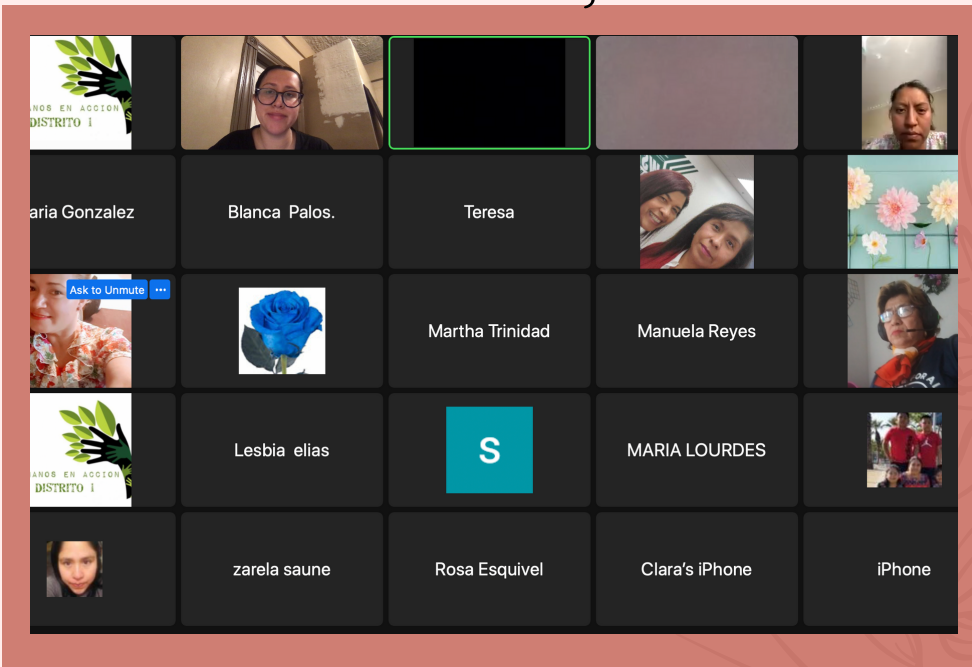 NOS EN ACCION
DISTRITO 1
aria Gonzalez
Blanca Palos.
Teresa
Ask to Unmute ...
Martha Trinidad
Manuela Reyes
ANOS EN ACCION
DISTRITO 1
Lesbia elias
S
MARIA LOURDES
zarela saune
Rosa Esquivel
Clara's iPhone
iPhone